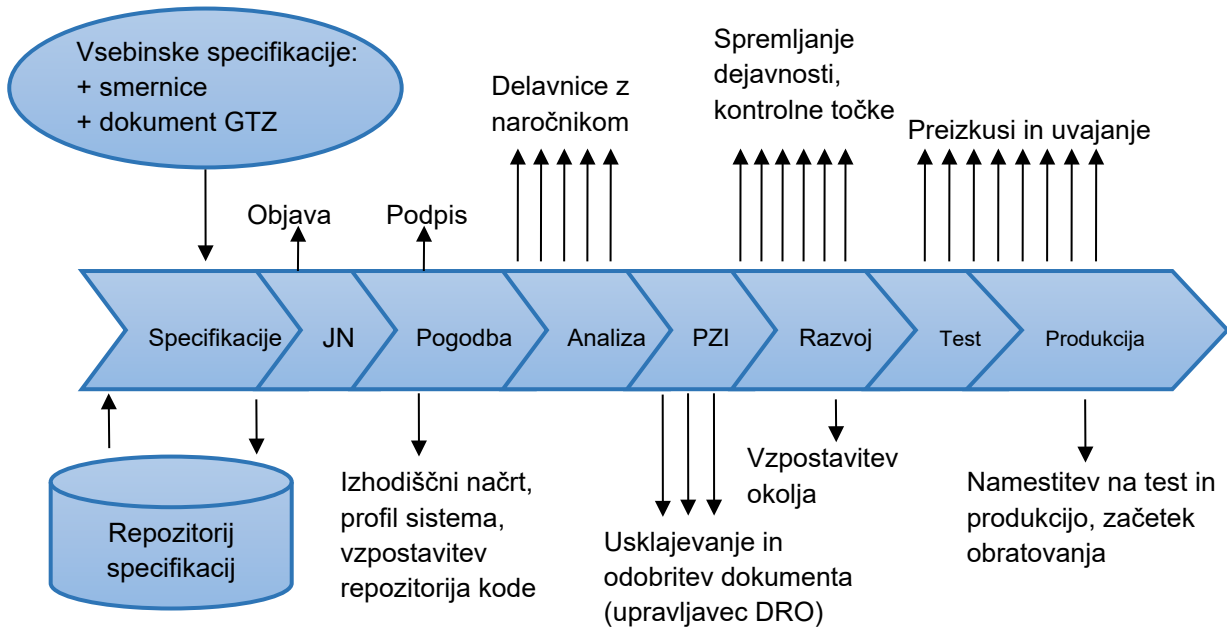 Vsebinske specifikacije:
+ smernice
+ dokument GTZ
Delavnice z
naročnikom
Spremljanje
dejavnosti,
kontrolne točke
Preizkusi in uvajanje
Objava
Podpis
Specifikacije
JN
Pogodba
Analiza
PZI
Razvoj
Test
Produkcija
Repozitorij
specifikacij
Izhodiščni načrt,
profil sistema,
vzpostavitev
repozitorija kode
Usklajevanje in
odobritev dokumenta
(upravljavec DRO)
Vzpostavitev
okolja
Namestitev na test in
produkcijo, začetek
obratovanja